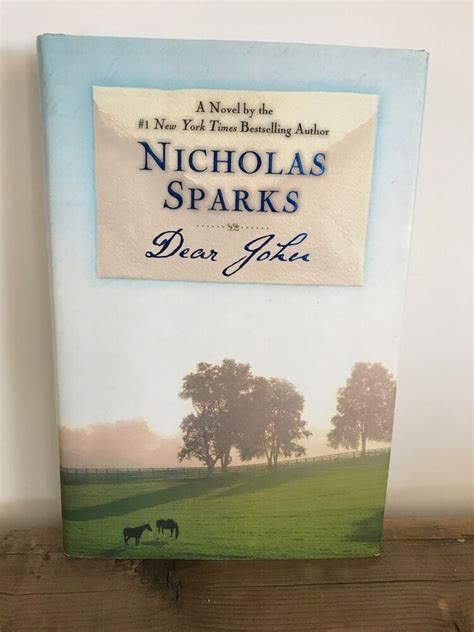 A Novel by the
#1 New York Times Bestselling Author
NICHOLAS
SPARKS
Dear John